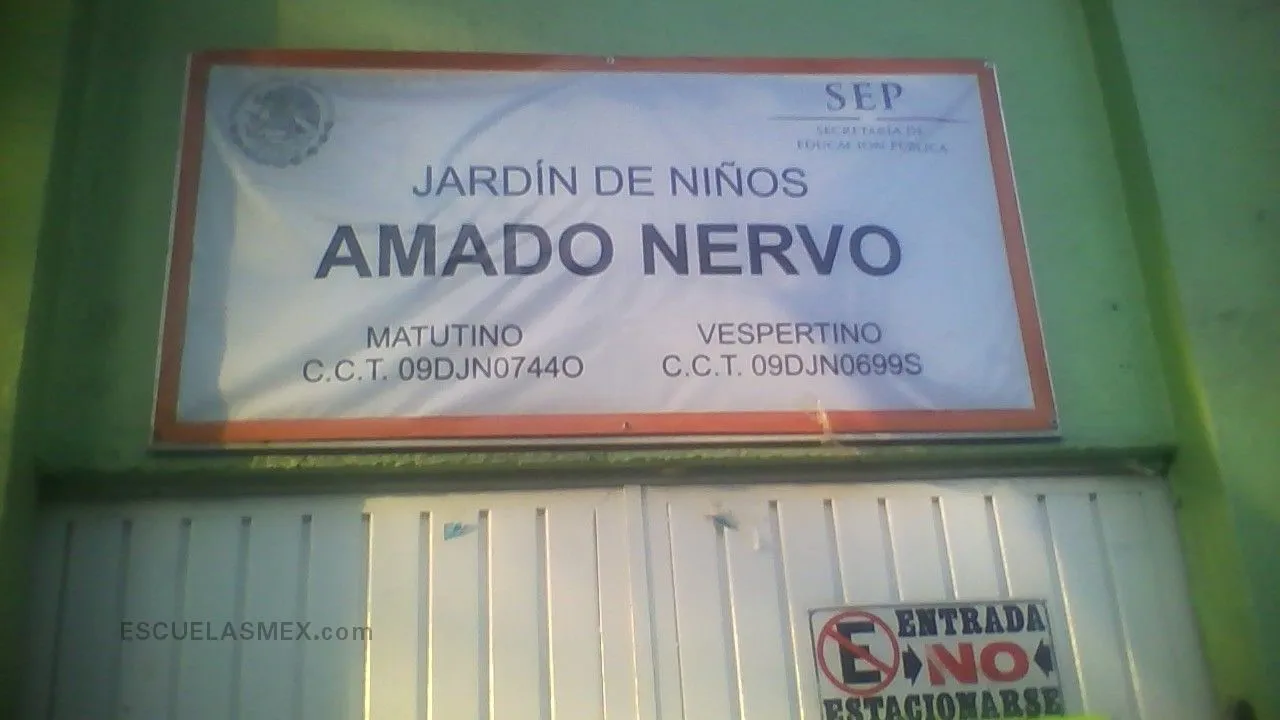 SEP
SECRETARÍA DE
EDUCACIÓN PÚBLICA
JARDÍN DE NIÑOS
AMADO NERVO
MATUTINO
C.C.T. 09DJN0744O
VESPERTINO
C.C.T. 09DJN0699S
ESCUELASMEX.com
E ENTRADA
NO
ESTACIONARSE